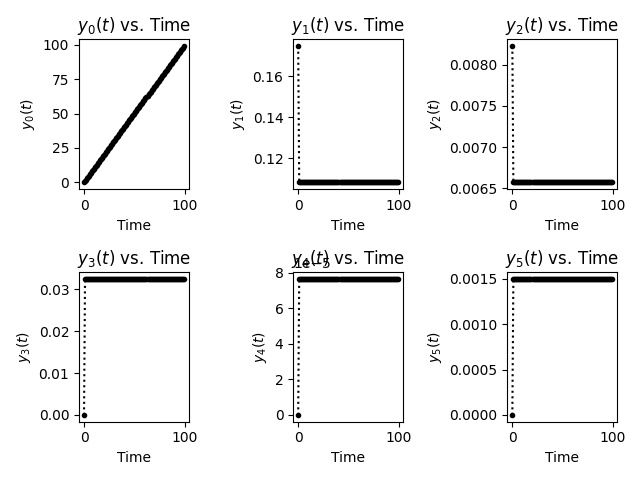 y₀(t) vs. Time
100
75
50
25
0
y₀(t)
0 100
Time
y₁(t) vs. Time
0.16
0.14
0.12
y₁(t)
0 100
Time
y₂(t) vs. Time
0.0080
0.0075
0.0070
0.0065
y₂(t)
0 100
Time
y₃(t) vs. Time
0.03
0.02
0.01
0.00
y₃(t)
0 100
Time
y₄(t) vs. Time
1e−5
8
6
4
2
0
y₄(t)
0 100
Time
y₅(t) vs. Time
0.0015
0.0010
0.0005
0.0000
y₅(t)
0 100
Time